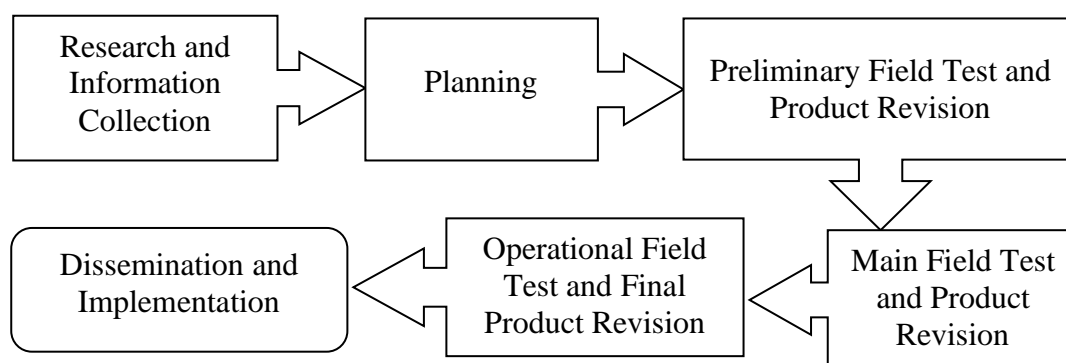 Research and
Information
Collection
Planning
Preliminary Field Test and
Product Revision
Main Field Test
and Product
Revision
Operational Field
Test and Final
Product Revision
Dissemination and
Implementation